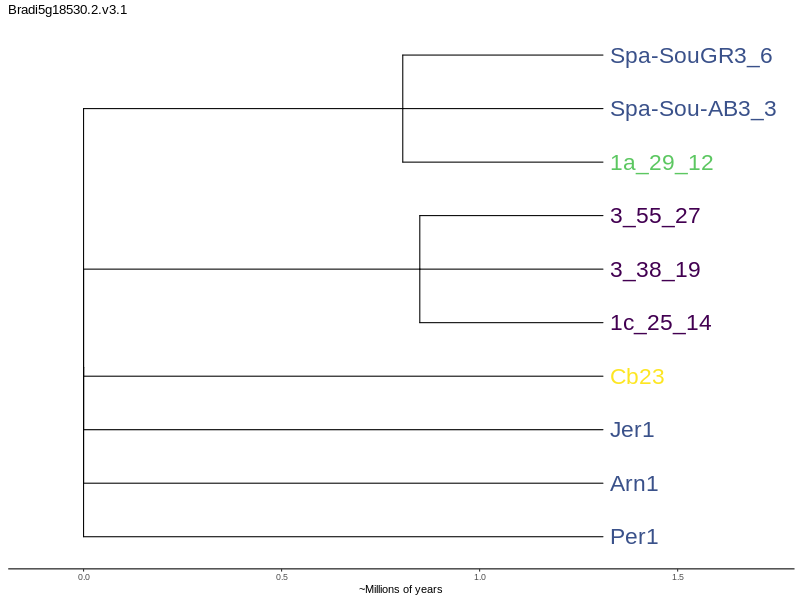 Bradi5g18530.2.v3.1
Spa-SouGR3_6
Spa-Sou-AB3_3
1a_29_12
3_55_27
3_38_19
1c_25_14
Cb23
Jer1
Arn1
Per1
0.0 0.5 1.0 1.5
~Millions of years